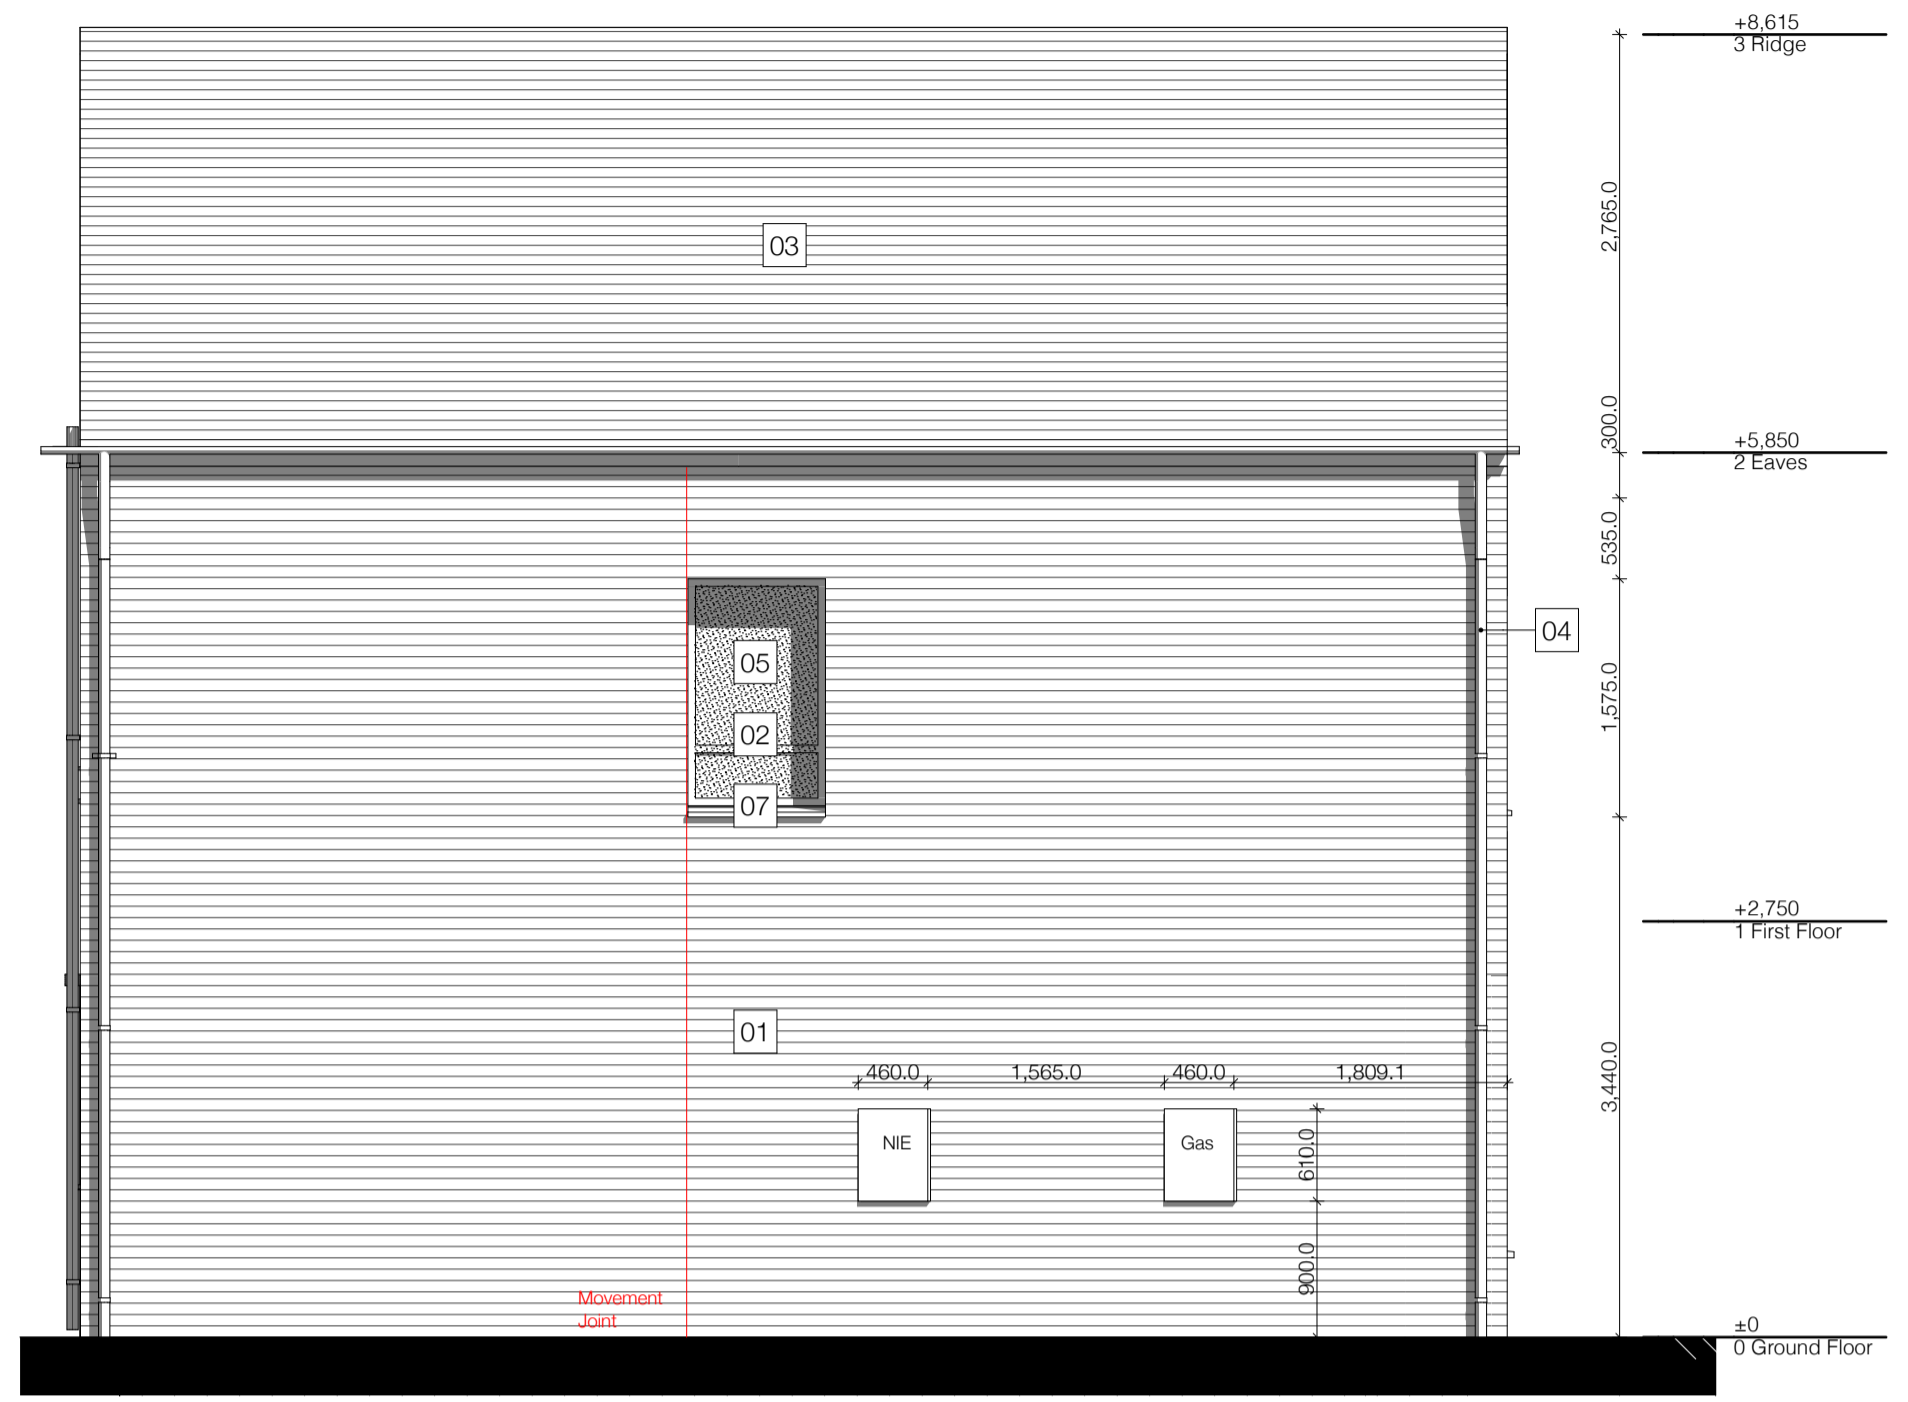 +8,615
3 Ridge
2,765.0
03
300.0
+5,850
2 Eaves
535.0
04
05
1,575.0
02
07
+2,750
1 First Floor
01
3,440.0
460.0
1,565.0
460.0
1,809.1
NIE
Gas
610.0
900.0
Movement
Joint
±0
0 Ground Floor